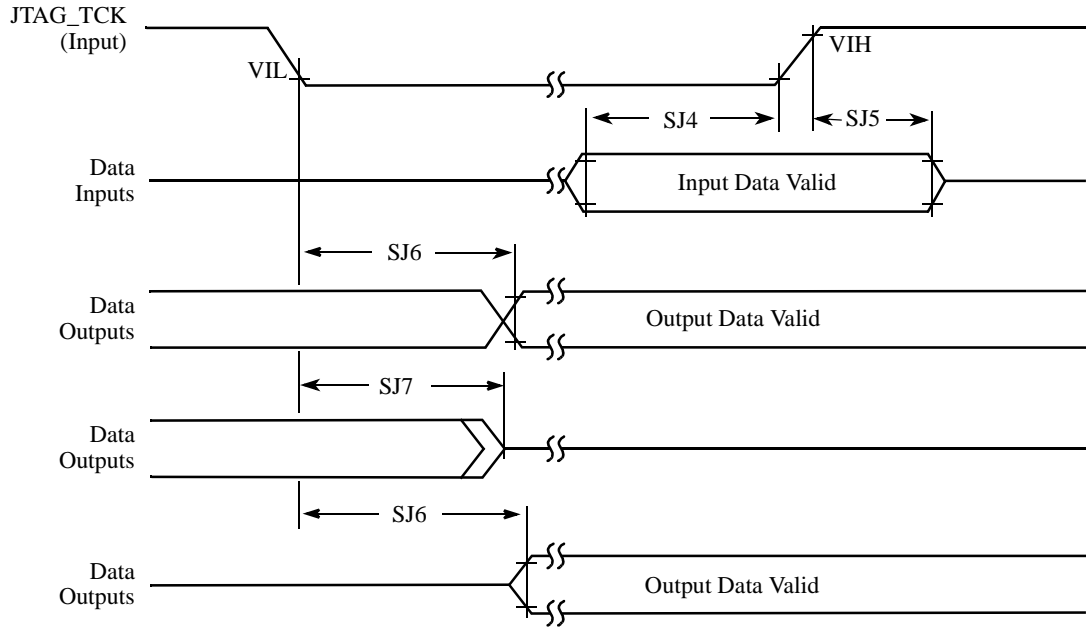 JTAG_TCK
(Input)
VIL
VIH
SJ4
SJ5
Data
Inputs
Input Data Valid
SJ6
Data
Outputs
Output Data Valid
SJ7
Data
Outputs
SJ6
Data
Outputs
Output Data Valid